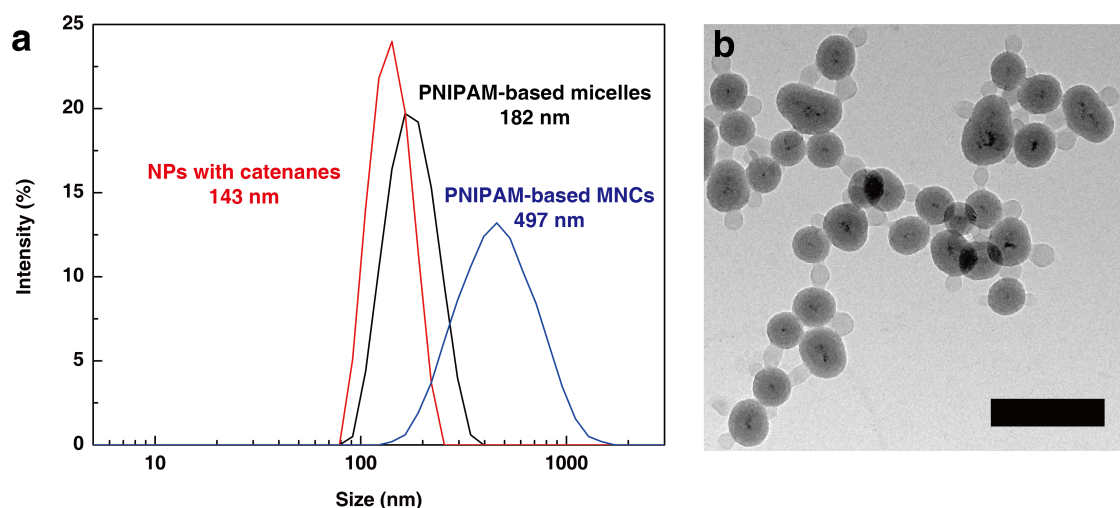 a
b
25
20
15
10
5
0
Intensity (%)
PNIPAM-based micelles
182 nm
NPs with catenanes
143 nm
PNIPAM-based MNCs
497 nm
10
100
1000
Size (nm)